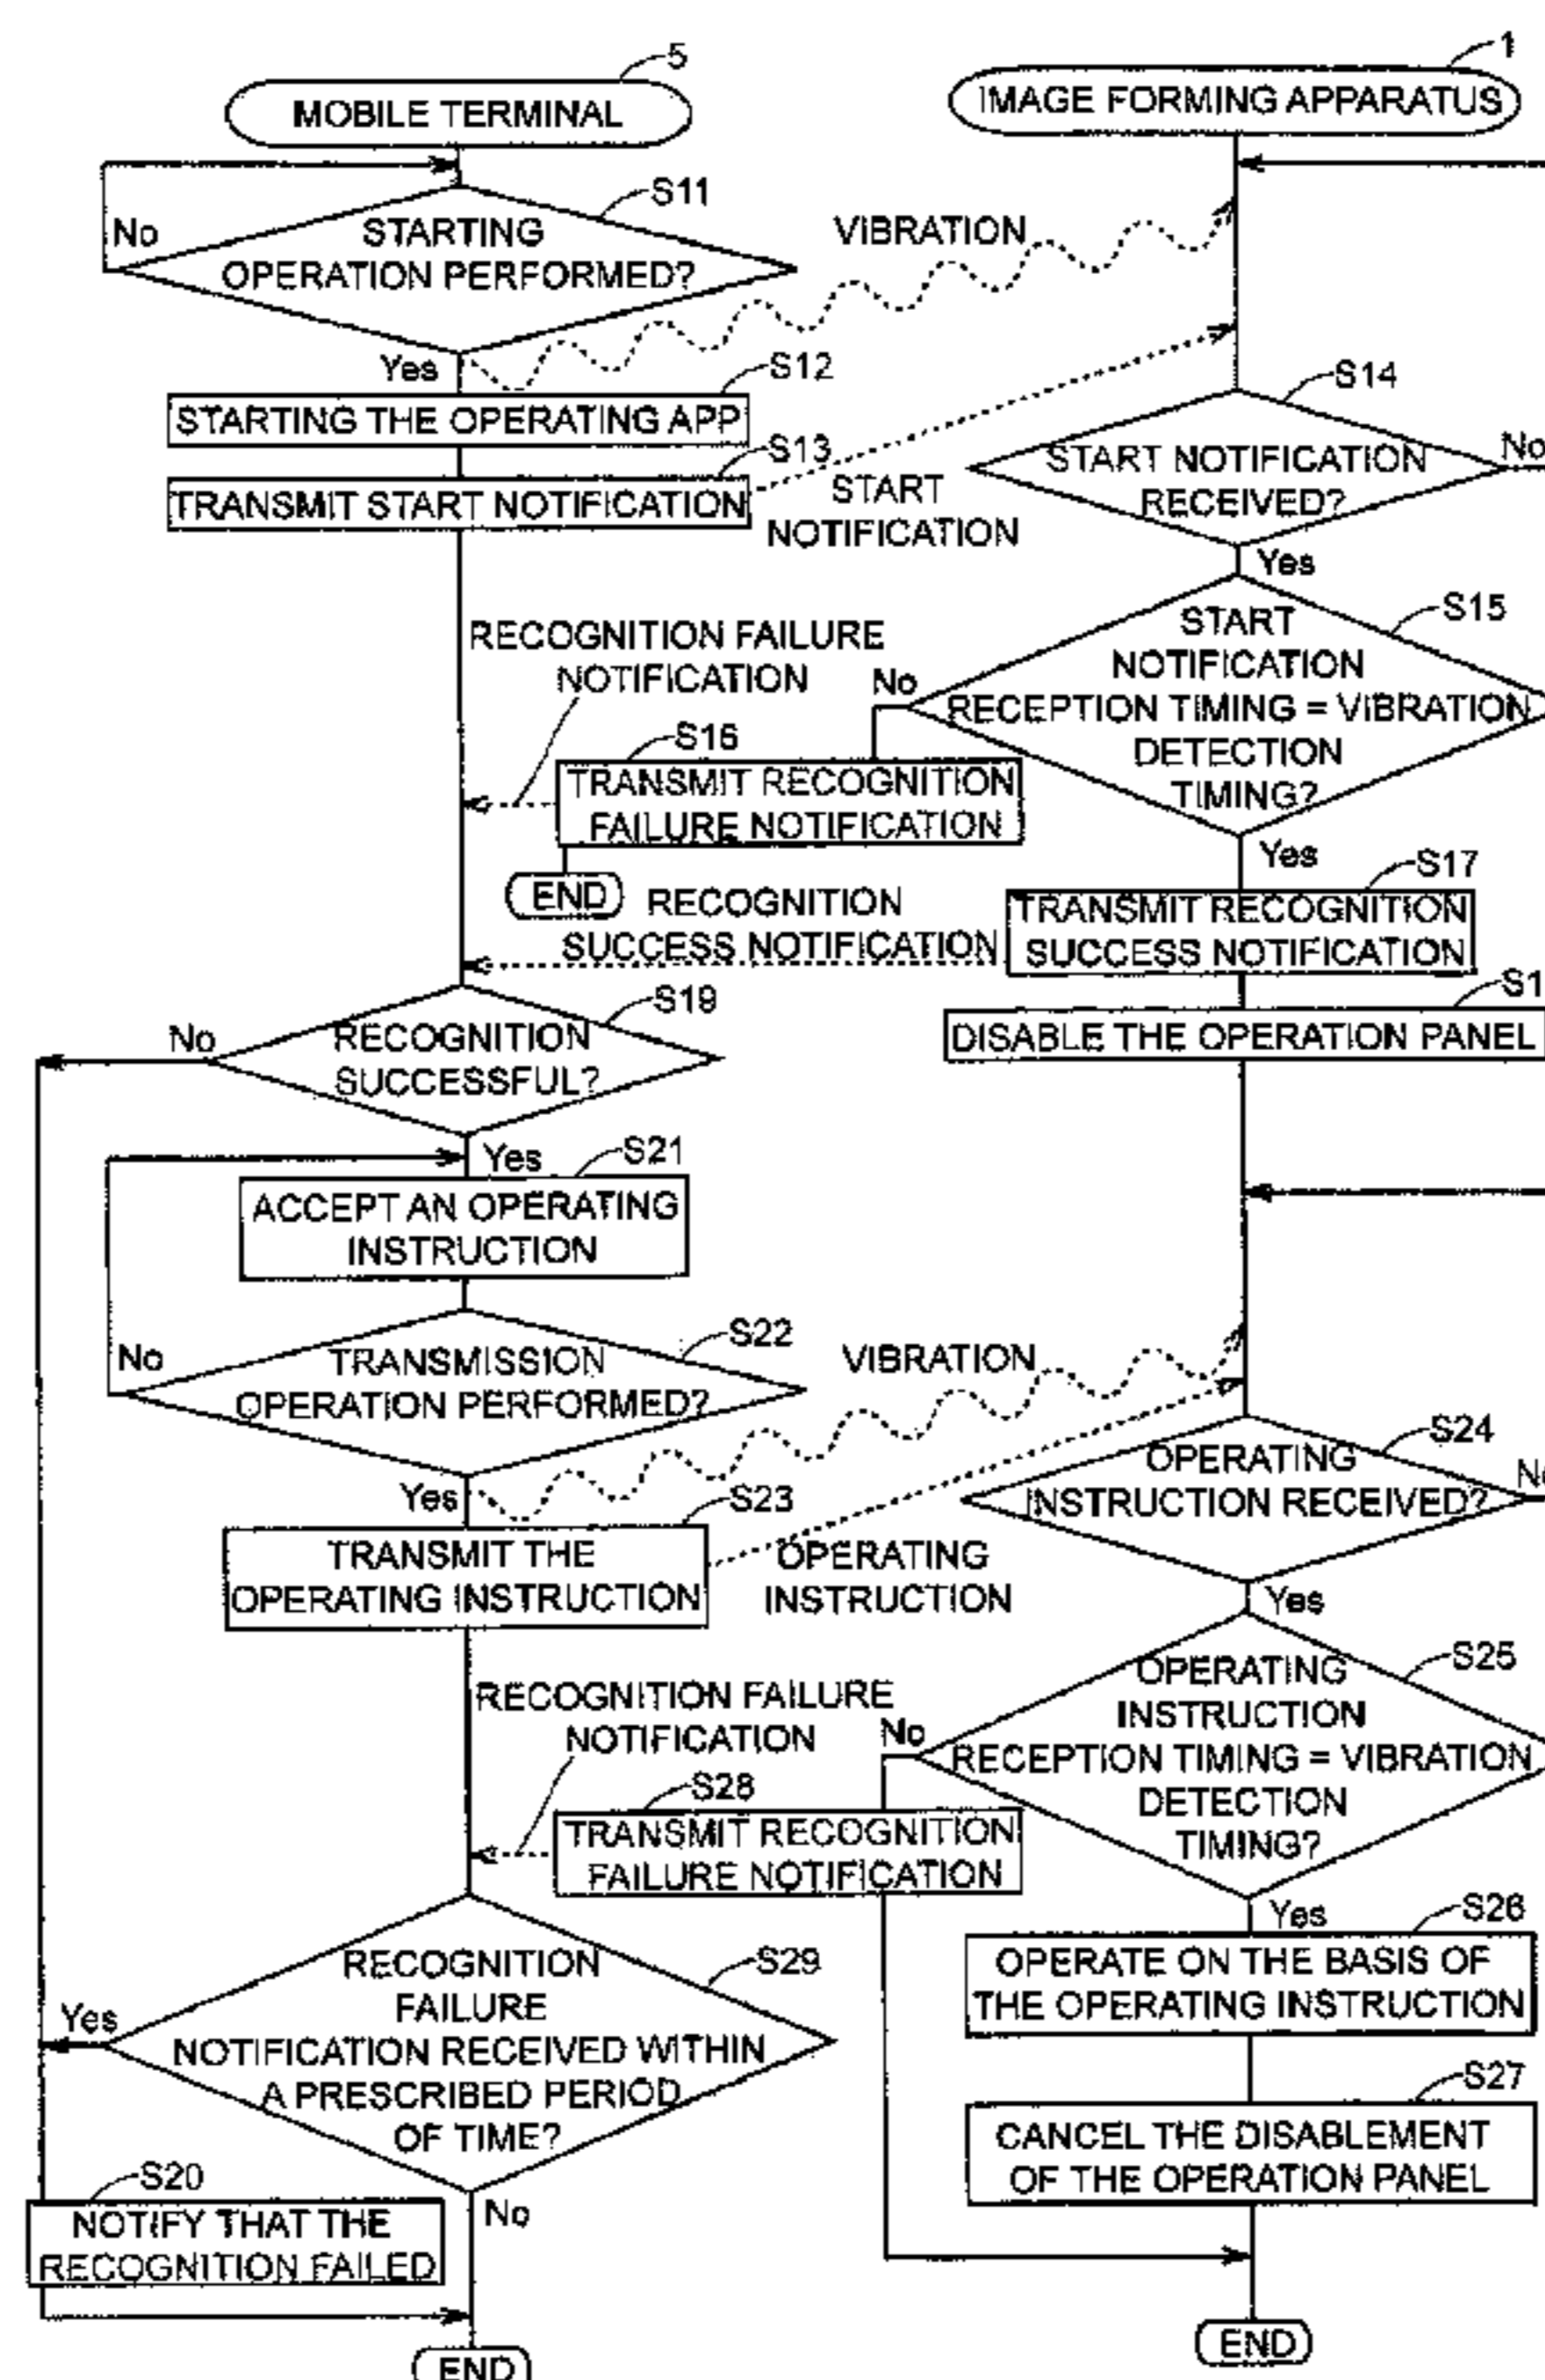 5
MOBILE TERMINAL
1
IMAGE FORMING APPARATUS
S11
No
STARTING
OPERATION PERFORMED?
VIBRATION
Yes
S12
STARTING THE OPERATING APP
S13
TRANSMIT START NOTIFICATION
START
NOTIFICATION
S14
No
START NOTIFICATION
RECEIVED?
Yes
S15
START
NOTIFICATION
RECEPTION TIMING = VIBRATION
DETECTION
TIMING?
No
RECOGNITION FAILURE
NOTIFICATION
S16
TRANSMIT RECOGNITION
FAILURE NOTIFICATION
END
Yes
S17
TRANSMIT RECOGNITION
SUCCESS NOTIFICATION
RECOGNITION
SUCCESS NOTIFICATION
S1
DISABLE THE OPERATION PANEL
S19
No
RECOGNITION
SUCCESSFUL?
Yes
S21
ACCEPT AN OPERATING
INSTRUCTION
S22
No
TRANSMISSION
OPERATION PERFORMED?
VIBRATION
Yes
S23
TRANSMIT THE
OPERATING INSTRUCTION
OPERATING
INSTRUCTION
S24
OPERATING
INSTRUCTION RECEIVED?
Yes
S25
OPERATING
INSTRUCTION
RECEPTION TIMING = VIBRATION
DETECTION
TIMING?
No
RECOGNITION FAILURE
NOTIFICATION
S28
TRANSMIT RECOGNITION
FAILURE NOTIFICATION
Yes
S26
OPERATE ON THE BASIS OF
THE OPERATING INSTRUCTION
S27
CANCEL THE DISABLEMENT
OF THE OPERATION PANEL
END
S29
Yes
RECOGNITION
FAILURE
NOTIFICATION RECEIVED WITHIN
A PRESCRIBED PERIOD
OF TIME?
No
S20
NOTIFY THAT THE
RECOGNITION FAILED
END